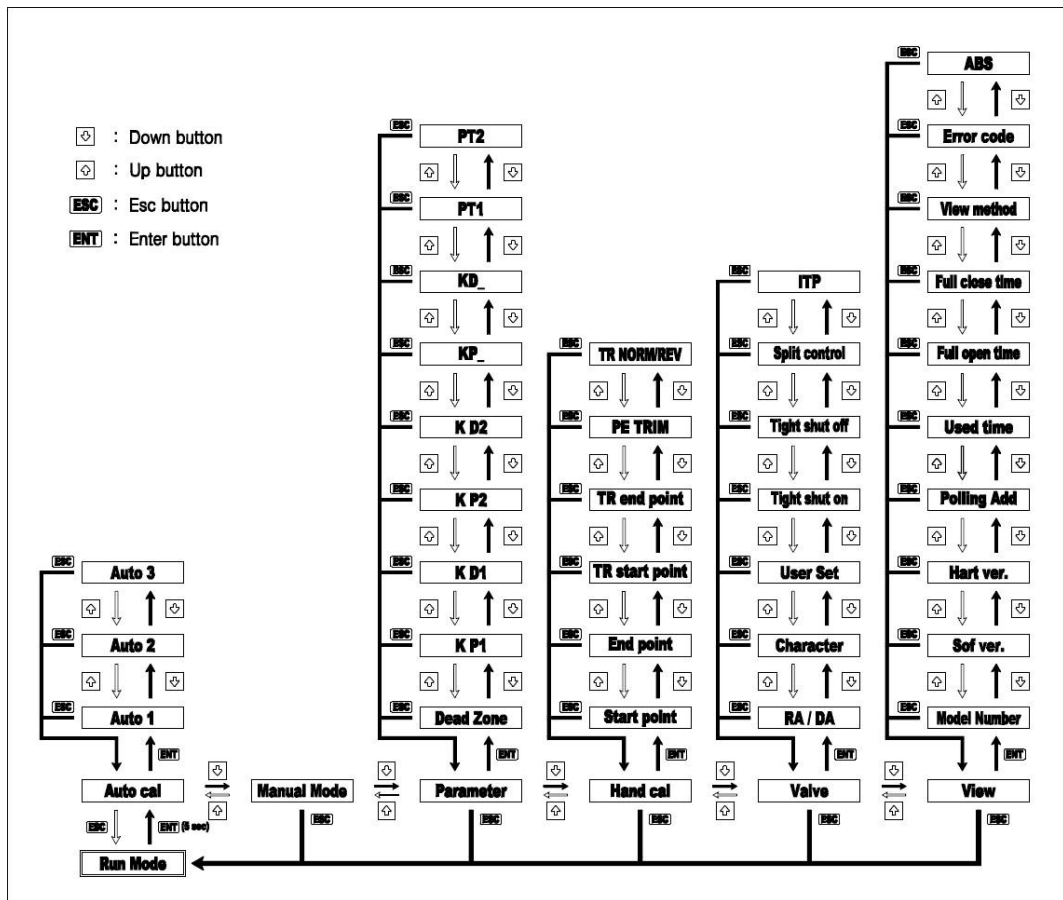 ESC ABS
: Down button
: Up button
ESC : Esc button
ENT : Enter button
ESC PT2 ESC Error code
ESC PT1 ESC View method
ESC KD_ ESC ITP ESC Full close time
ESC KP_ ESC TR NORM/REV ESC Split control ESC Full open time
ESC K D2 ESC PE TRIM ESC Tight shut off ESC Used time
ESC K P2 ESC TR end point ESC Tight shut on ESC Polling Add
ESC Auto 3 ESC K D1 ESC TR start point ESC User Set ESC Hart ver.
ESC Auto 2 ESC K P1 ESC End point ESC Character ESC Sof ver.
ESC Auto 1 ESC Dead Zone ESC Start point ESC RA / DA ESC Model Number
ENT ENT ENT ENT ENT
Auto cal Manual Mode Parameter Hand cal Valve View
ESC ENT (5 sec) ESC ESC ESC ESC ESC
Run Mode